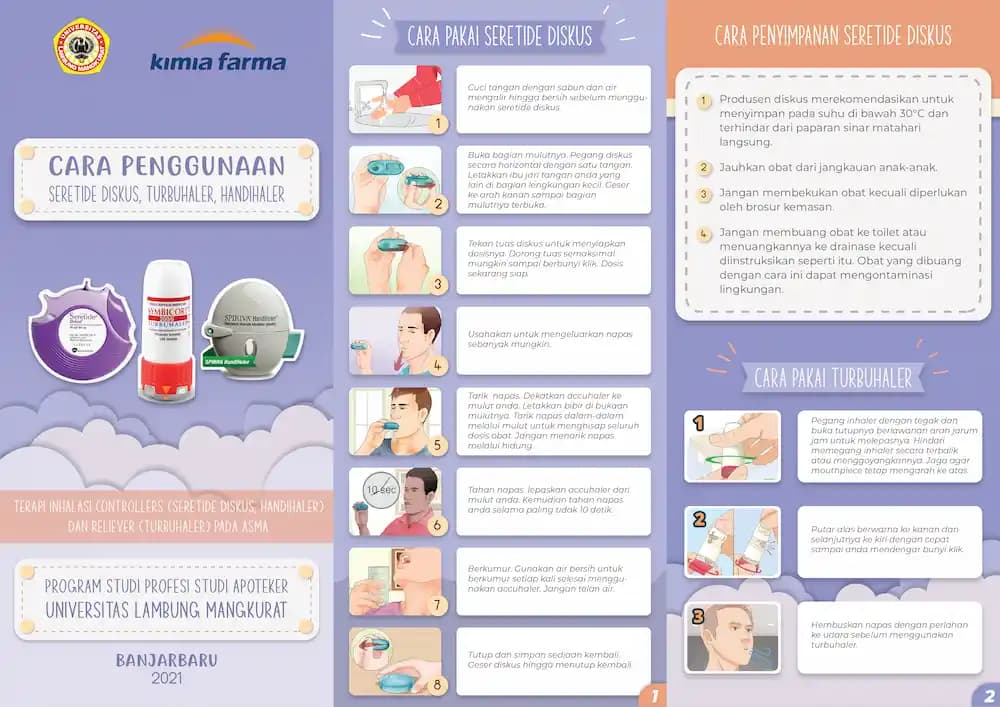 UNIVERSITAS
LAMBUNG MANGKURAT
kimia farma
CARA PENGGUNAAN
SERETIDE DISKUS, TURBUHALER, HANDIHALER
Seretide
Diskus
SYMBICORT
TURBUHALER
SPIRIVA HandiHaler
SPIRIVA HandiHaler
TERAPI INHALASI CONTROLLERS (SERETIDE DISKUS, HANDIHALER)
DAN RELIEVER (TURBUHALER) PADA ASMA
PROGRAM STUDI PROFESI STUDI APOTEKER
UNIVERSITAS LAMBUNG MANGKURAT
BANJARBARU
2021
CARA PAKAI SERETIDE DISKUS
1
Cuci tangan dengan sabun dan air
mengalir hingga bersih sebelum menggu-
nakan seretide diskus
2
Buka bagian mulutnya. Pegang diskus
secara horizontal dengan satu tangan.
Letakkan ibu jari tangan anda yang
lain di bagian lengkungan kecil. Geser
ke arah kanan sampai bagian
mulutnya terbuka.
3
Tekan tuas diskus untuk menyiapkan
dosisnya. Dorong tuas semaksimal
mungkin sampai berbunyi klik. Dosis
sekarang siap.
4
Usahakan untuk mengeluarkan napas
sebanyak mungkin.
5
Tarik napas. Dekatkan accuhaler ke
mulut anda. Letakkan bibir di bukaan
mulutnya. Tarik napas dalam-dalam
melalui mulut untuk menghisap seluruh
dosis obat. Jangan menarik napas
melalui hidung.
10 sec
6
Tahan napas. lepaskan accuhaler dari
mulut anda. Kemudian tahan napas
anda selama paling tidak 10 detik.
7
Berkumur. Gunakan air bersih untuk
berkumur setiap kali selesai menggu-
nakan accuhaler. Jangan telan air.
8
Tutup dan simpan sediaan kembali.
Geser diskus hingga menutup kembali
1
CARA PENYIMPANAN SERETIDE DISKUS
1 Produsen diskus merekomendasikan untuk
menyimpan pada suhu di bawah 30°C dan
terhindar dari paparan sinar matahari
langsung.
2 Jauhkan obat dari jangkauan anak-anak.
3 Jangan membekukan obat kecuali diperlukan
oleh brosur kemasan.
4 Jangan membuang obat ke toilet atau
menuangkannya ke drainase kecuali
diinstruksikan seperti itu. Obat yang dibuang
dengan cara ini dapat mengontaminasi
lingkungan.
CARA PAKAI TURBUHALER
1
Pegang inhaler dengan tegak dan
buka tutupnya berlawanan arah jarum
jam untuk melepasnya. Hindari
memegang inhaler secara terbalik
atau menggoyangkannya. Jaga agar
mouthpiece tetap mengarah ke atas.
2
Putar alas berwarna ke kanan dan
selanjutnya ke kiri dengan cepat
sampai anda mendengar bunyi klik.
3
Hembuskan napas dengan perlahan
ke udara sebelum menggunakan
turbuhaler.
2